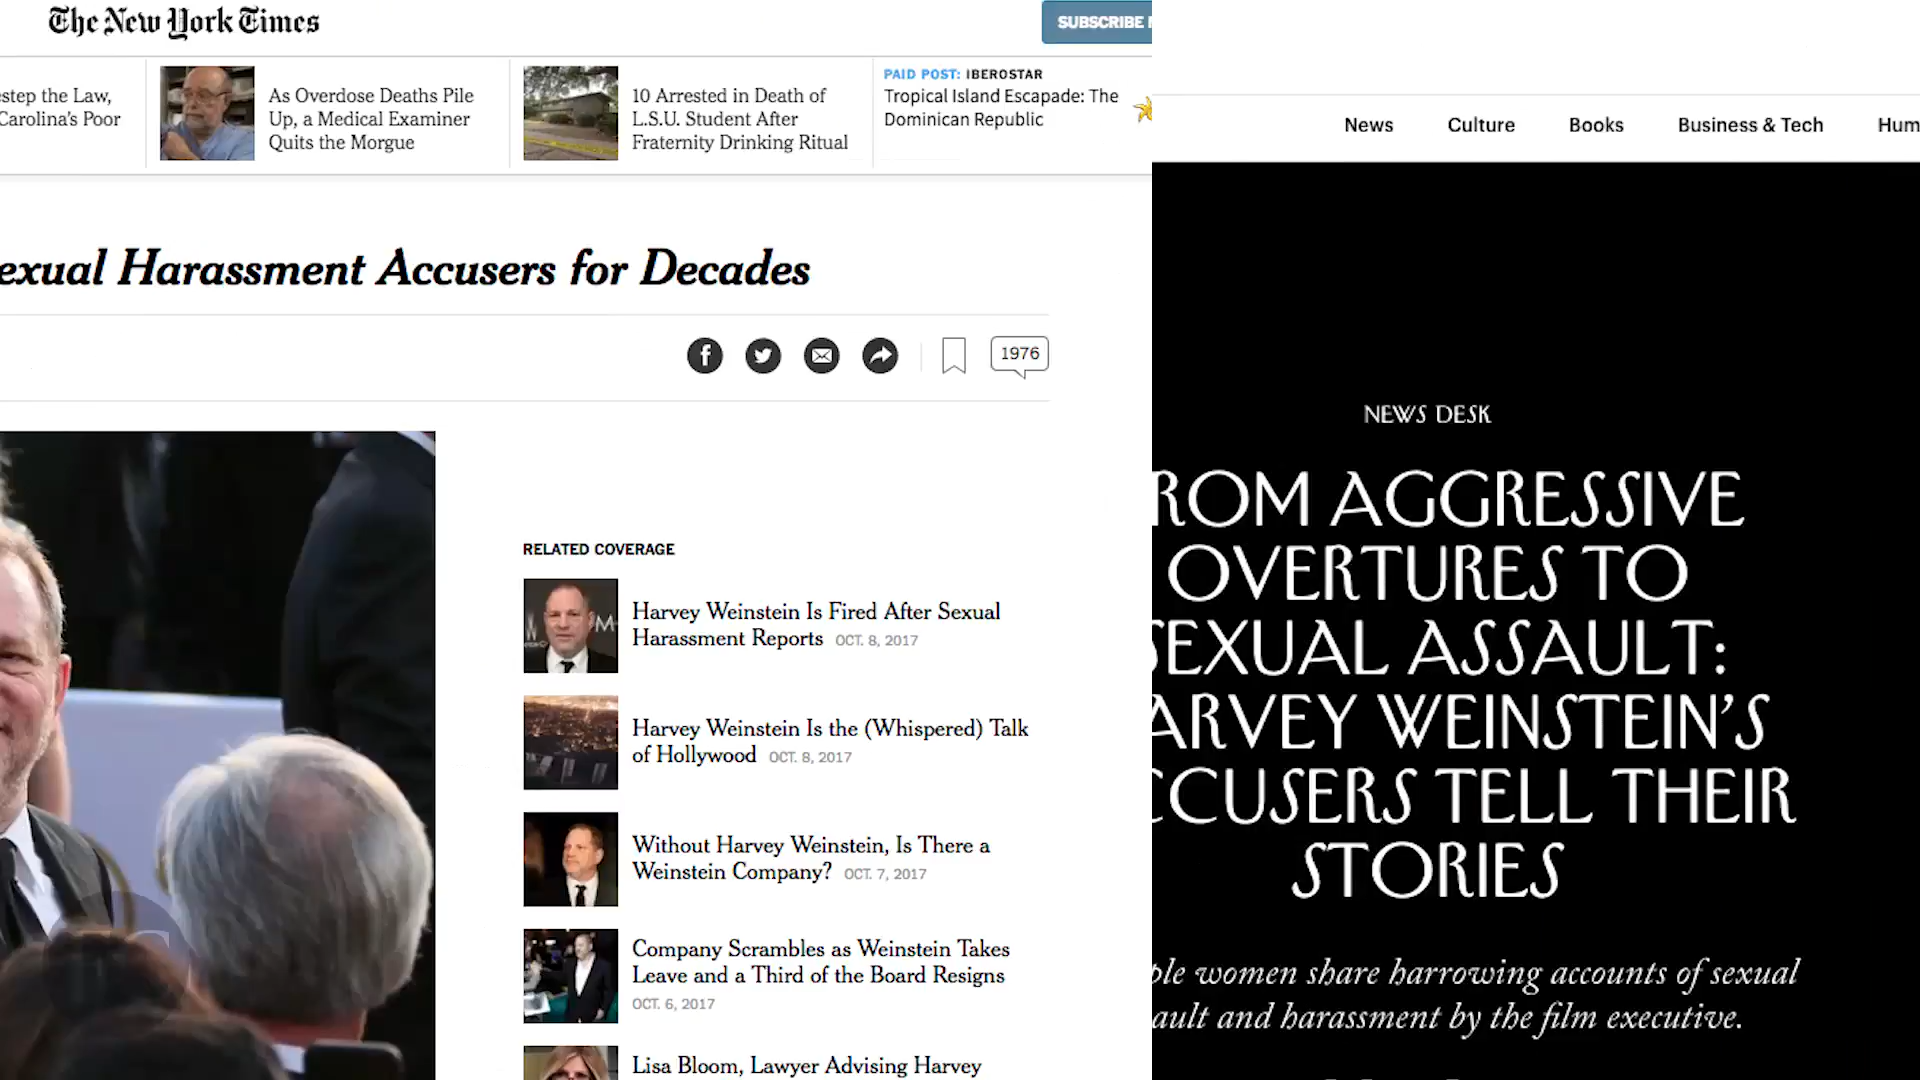 The New York Times
SUBSCRIBE
estep the Law,
Carolina's Poor
As Overdose Deaths Pile
Up, a Medical Examiner
Quits the Morgue
10 Arrested in Death of
L.S.U. Student After
Fraternity Drinking Ritual
PAID POST: IBEROSTAR
Tropical Island Escapade: The
Dominican Republic
exual Harassment Accusers for Decades
1976
RELATED COVERAGE
Harvey Weinstein Is Fired After Sexual
Harassment Reports OCT. 8, 2017
Harvey Weinstein Is the (Whispered) Talk
of Hollywood OCT. 8, 2017
Without Harvey Weinstein, Is There a
Weinstein Company? OCT. 7, 2017
Company Scrambles as Weinstein Takes
Leave and a Third of the Board Resigns
OCT. 6, 2017
Lisa Bloom, Lawyer Advising Harvey
News Culture Books Business & Tech Hum
NEWS DESK
ROM AGGRESSIVE
OVERTURES TO
SEXUAL ASSAULT:
ARVEY WEINSTEIN'S
CCUSERS TELL THEIR
STORIES
ple women share harrowing accounts of sexual
ault and harassment by the film executive.